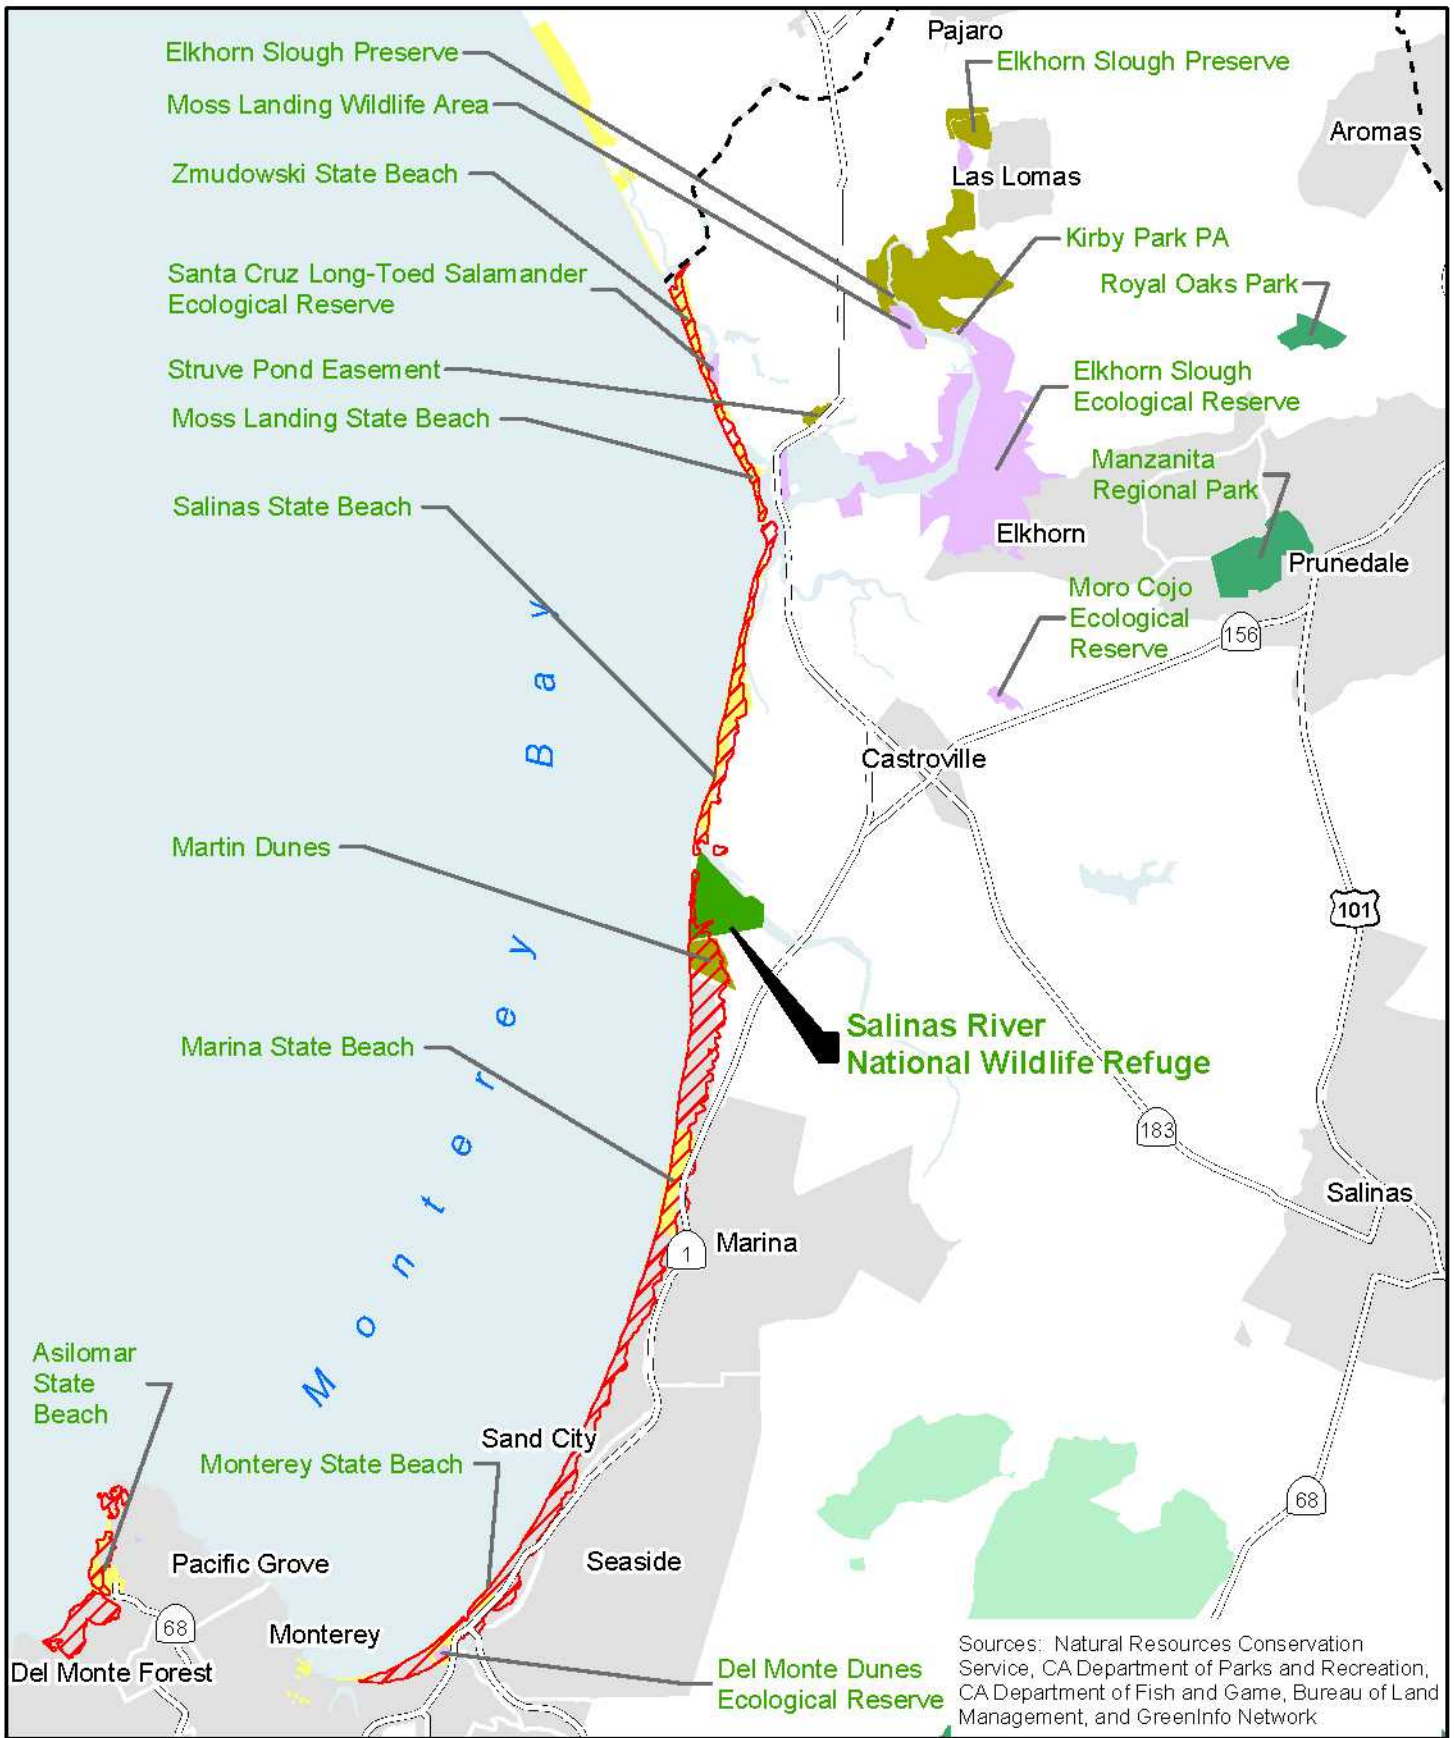 Pajaro
Elkhorn Slough Preserve
Elkhorn Slough Preserve
Moss Landing Wildlife Area
Aromas
Zmudowski State Beach
Las Lomas
Kirby Park PA
Santa Cruz Long-Toed Salamander
Ecological Reserve
Royal Oaks Park
Struve Pond Easement
Elkhorn Slough
Ecological Reserve
Moss Landing State Beach
Manzanita
Regional Park
Salinas State Beach
Elkhorn
Prunedale
Moro Cojo
Ecological
Reserve
156
Castroville
Martin Dunes
101
Monterey Bay
Salinas River
National Wildlife Refuge
Marina State Beach
183
Salinas
1
Marina
Asilomar
State
Beach
Sand City
Monterey State Beach
68
Pacific Grove
Seaside
68
Monterey
Del Monte Forest
Del Monte Dunes
Ecological Reserve
Sources: Natural Resources Conservation
Service, CA Department of Parks and Recreation,
CA Department of Fish and Game, Bureau of Land
Management, and GreenInfo Network